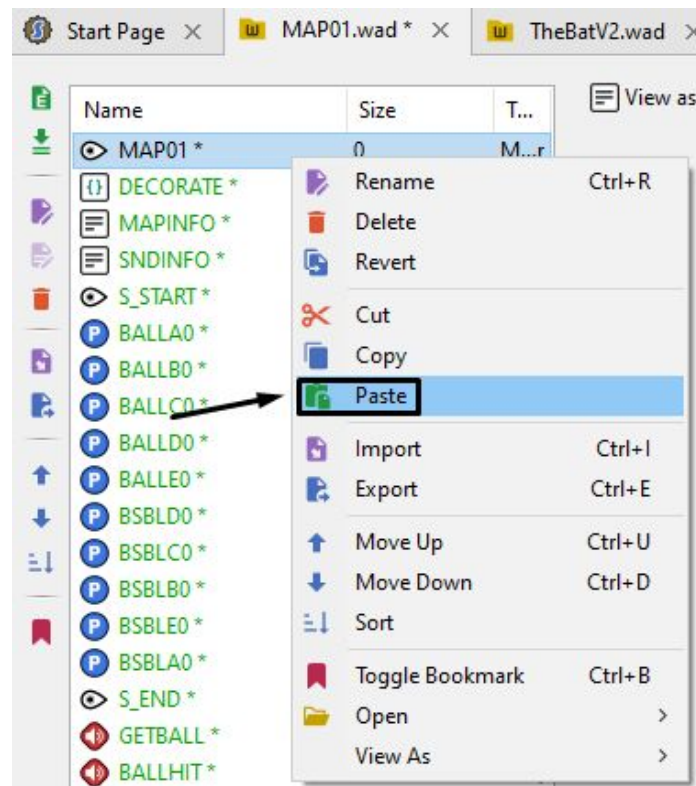 Start Page
MAP01.wad *
TheBatV2.wad
Name
Size
T...
View as
MAP01 *
0
M...r
DECORATE *
MAPINFO *
SNDINFO *
S_START *
BALLA0 *
BALLB0 *
BALLC0 *
BALLD0 *
BALLE0 *
BSBLD0 *
BSBLC0 *
BSBLB0 *
BSBLE0 *
BSBLA0 *
S_END *
GETBALL *
BALLHIT *
Rename Ctrl+R
Delete
Revert
Cut
Copy
Paste
Import Ctrl+I
Export Ctrl+E
Move Up Ctrl+U
Move Down Ctrl+D
Sort
Toggle Bookmark Ctrl+B
Open
View As